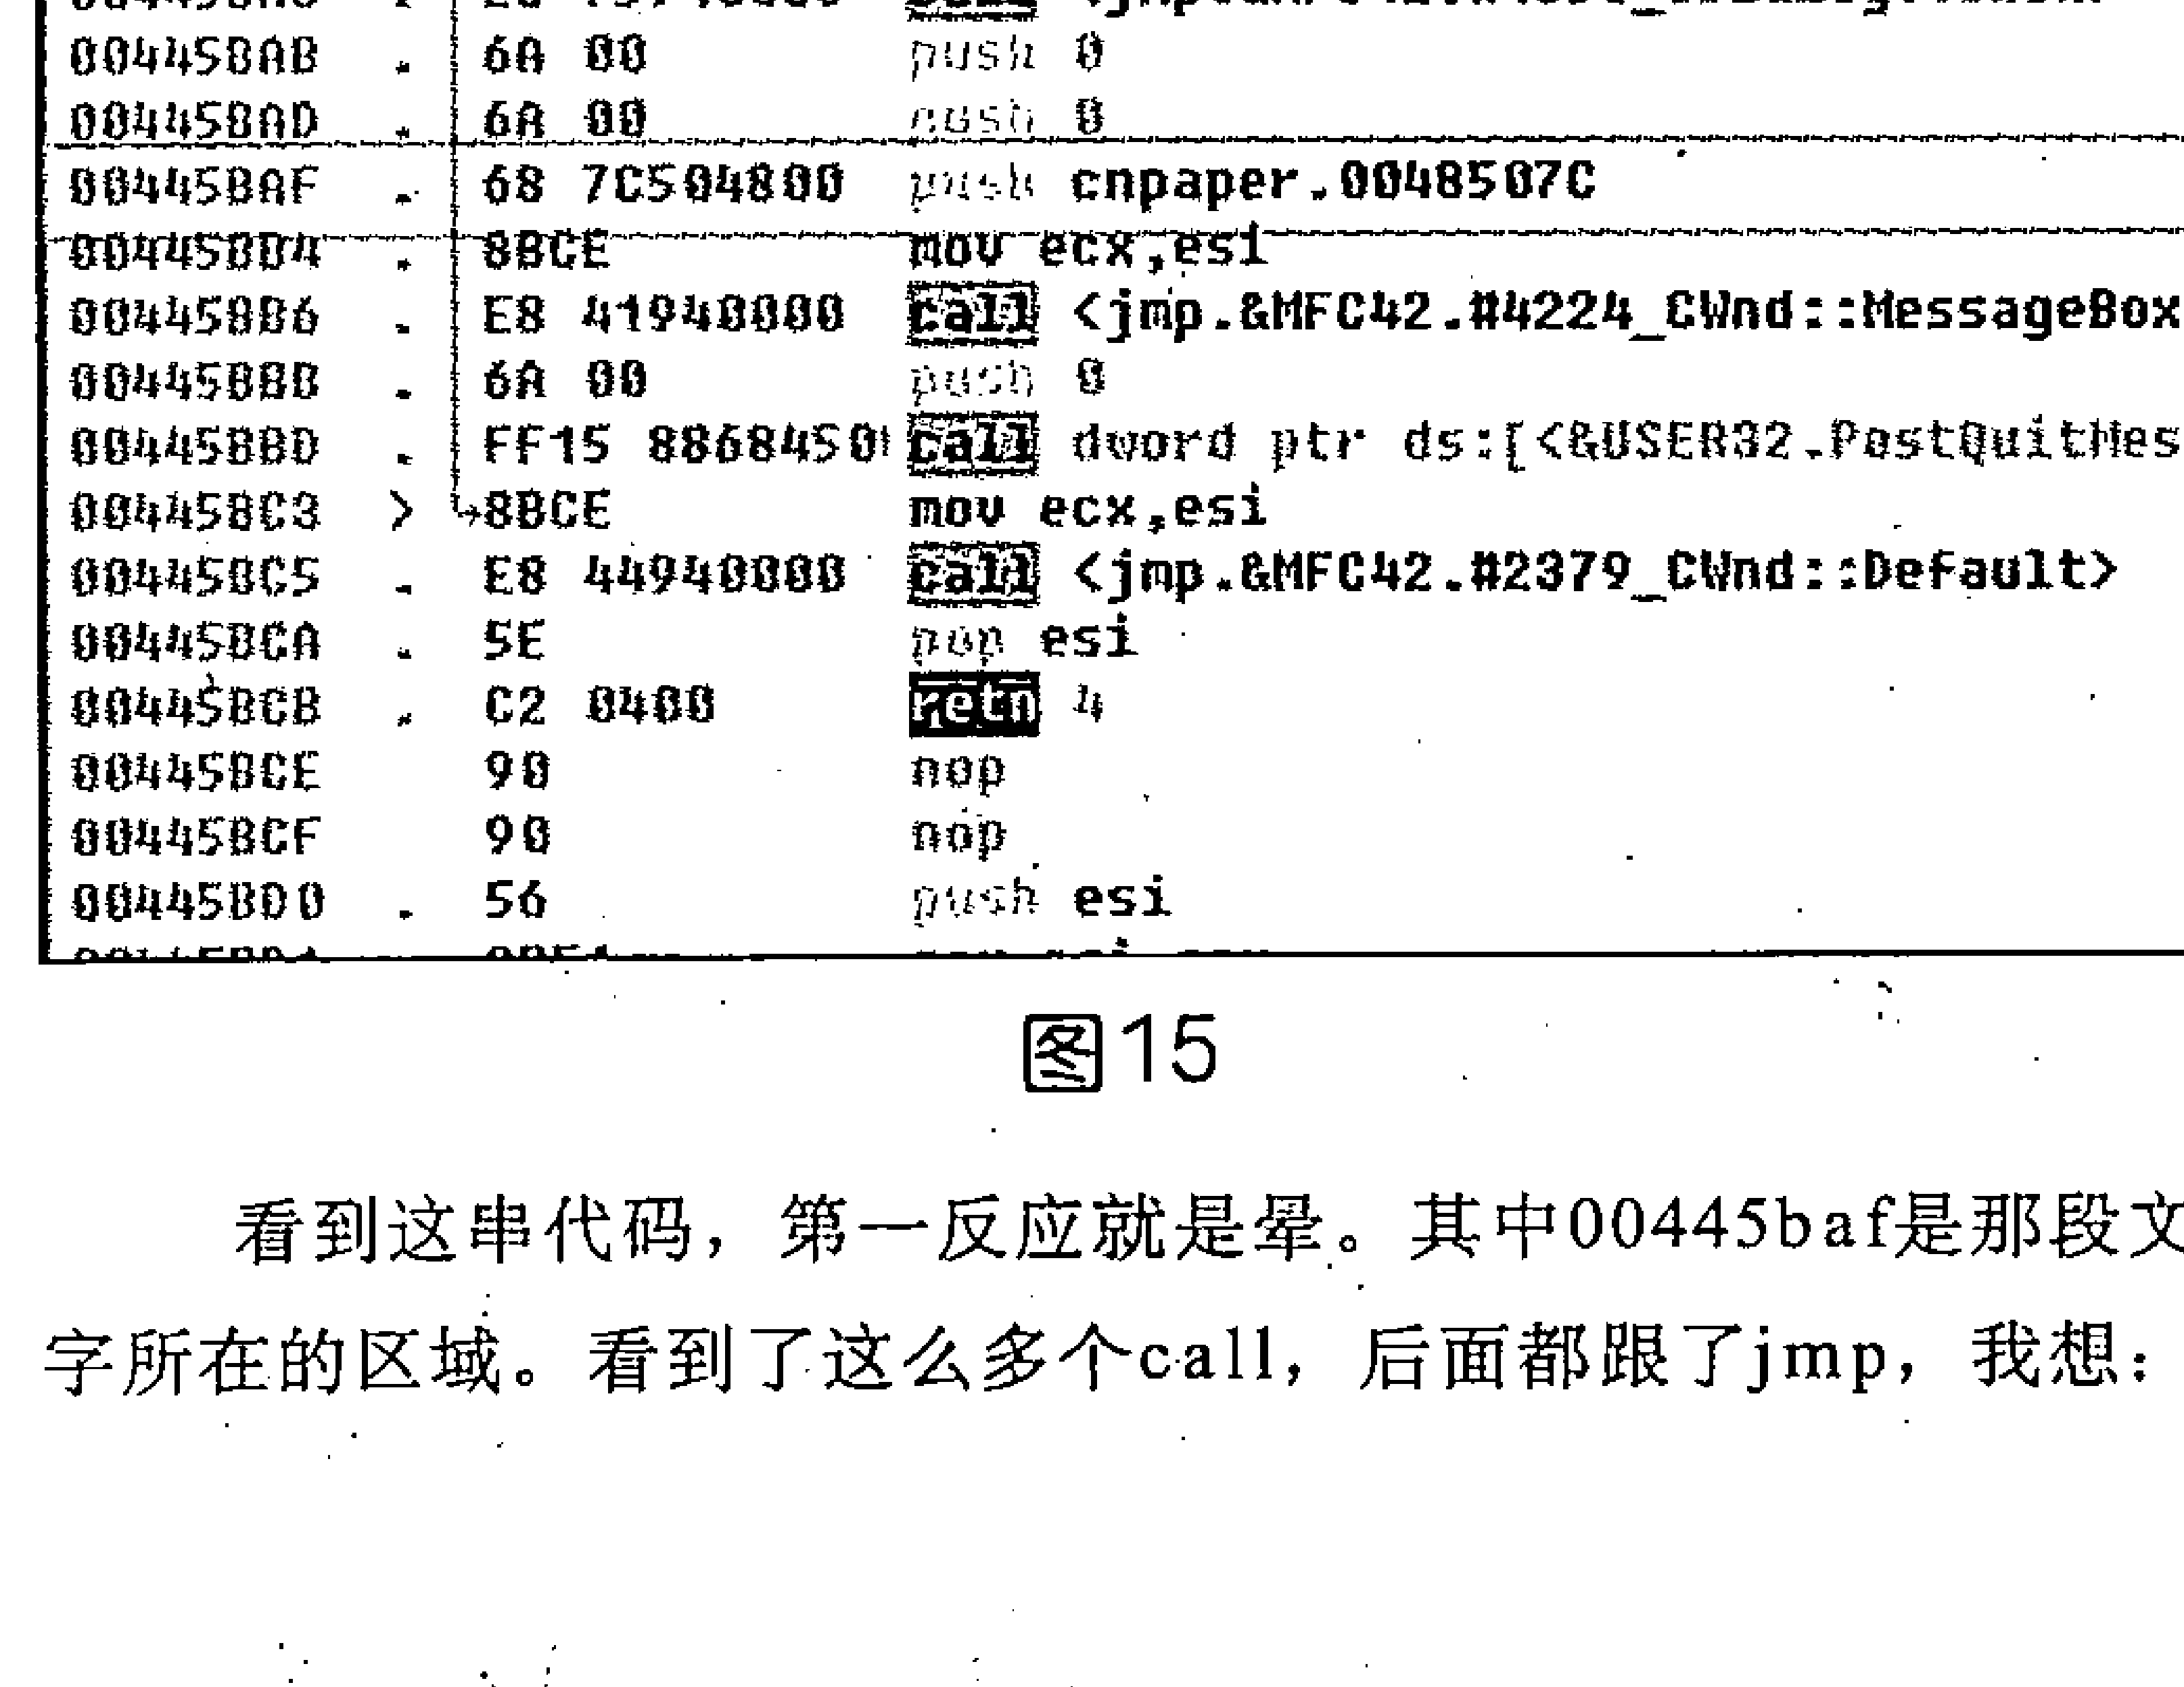 00445BAB . 6A 00 push 0
00445BAD . 6A 00 push 0
00445BAF . 68 7C504800 push cnpaper.0048507C
00445BB4 . 8BCE mov ecx,esi
00445BB6 . E8 41940000 call <jmp.&MFC42.#4224_CWnd::MessageBox
00445BBB . 6A 00 push 0
00445BBD . FF15 88684500 call dword ptr ds:[<&USER32.PostQuitMes
00445BC3 > 8BCE mov ecx,esi
00445BC5 . E8 44940000 call <jmp.&MFC42.#2379_CWnd::Default>
00445BCA . 5E pop esi
00445BCB . C2 0400 retn 4
00445BCE 90 nop
00445BCF 90 nop
00445BD0 . 56 push esi
图15
看到这串代码，第一反应就是晕。其中00445baf是那段文
字所在的区域。看到了这么多个call，后面都跟了jmp，我想：